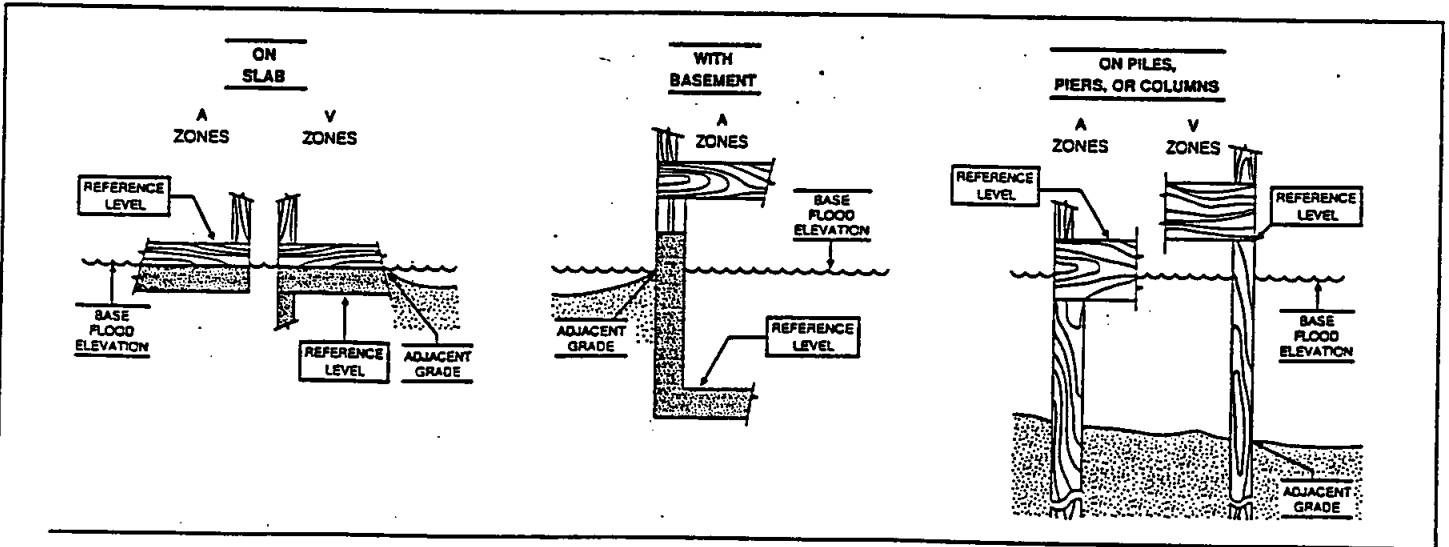 ON
SLAB
A
ZONES
V
ZONES
REFERENCE
LEVEL
BASE
FLOOD
ELEVATION
REFERENCE
LEVEL
ADJACENT
GRADE
WITH
BASEMENT
A
ZONES
BASE
FLOOD
ELEVATION
ADJACENT
GRADE
REFERENCE
LEVEL
ON PILES,
PIERS, OR COLUMNS
A
ZONES
V
ZONES
REFERENCE
LEVEL
REFERENCE
LEVEL
BASE
FLOOD
ELEVATION
ADJACENT
GRADE